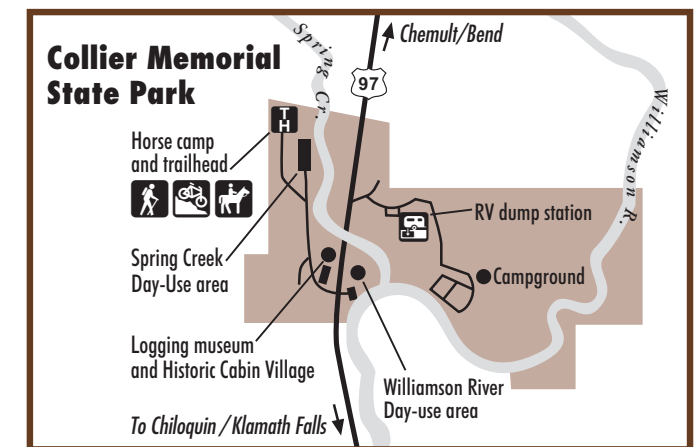 Collier Memorial
State Park
Chemult/Bend
97
Spring Cr.
Williamson R.
TH
Horse camp
and trailhead
RV dump station
Spring Creek
Day-Use area
Campground
Logging museum
and Historic Cabin Village
Williamson River
Day-use area
To Chiloquin / Klamath Falls